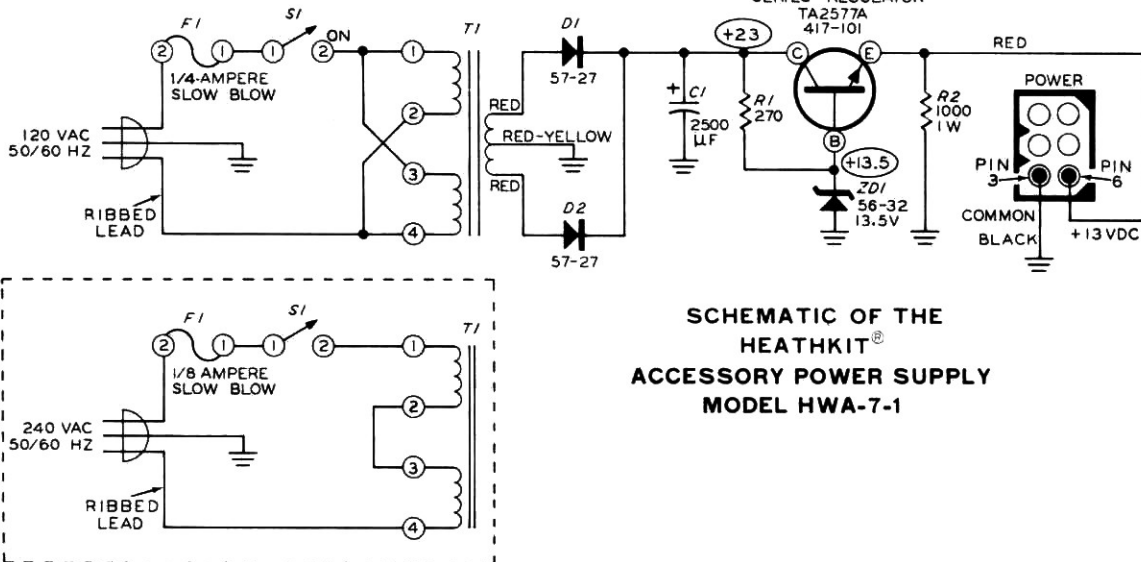 SERIES REGULATOR
TA2577A
417-101
F1
S1
2
1
1
2
ON
1/4-AMPERE
SLOW BLOW
120 VAC
50/60 HZ
RIBBED
LEAD
T1
1
2
3
4
RED
RED-YELLOW
RED
D1
57-27
D2
57-27
+
C1
2500
μF
+23
R1
270
C
E
B
+13.5
ZD1
56-32
13.5V
RED
R2
1000
1W
POWER
PIN
3
PIN
6
COMMON
BLACK
+13 VDC
F1
S1
2
1
1
2
1/8 AMPERE
SLOW BLOW
240 VAC
50/60 HZ
RIBBED
LEAD
T1
1
2
3
4
SCHEMATIC OF THE
HEATHKIT®
ACCESSORY POWER SUPPLY
MODEL HWA-7-1